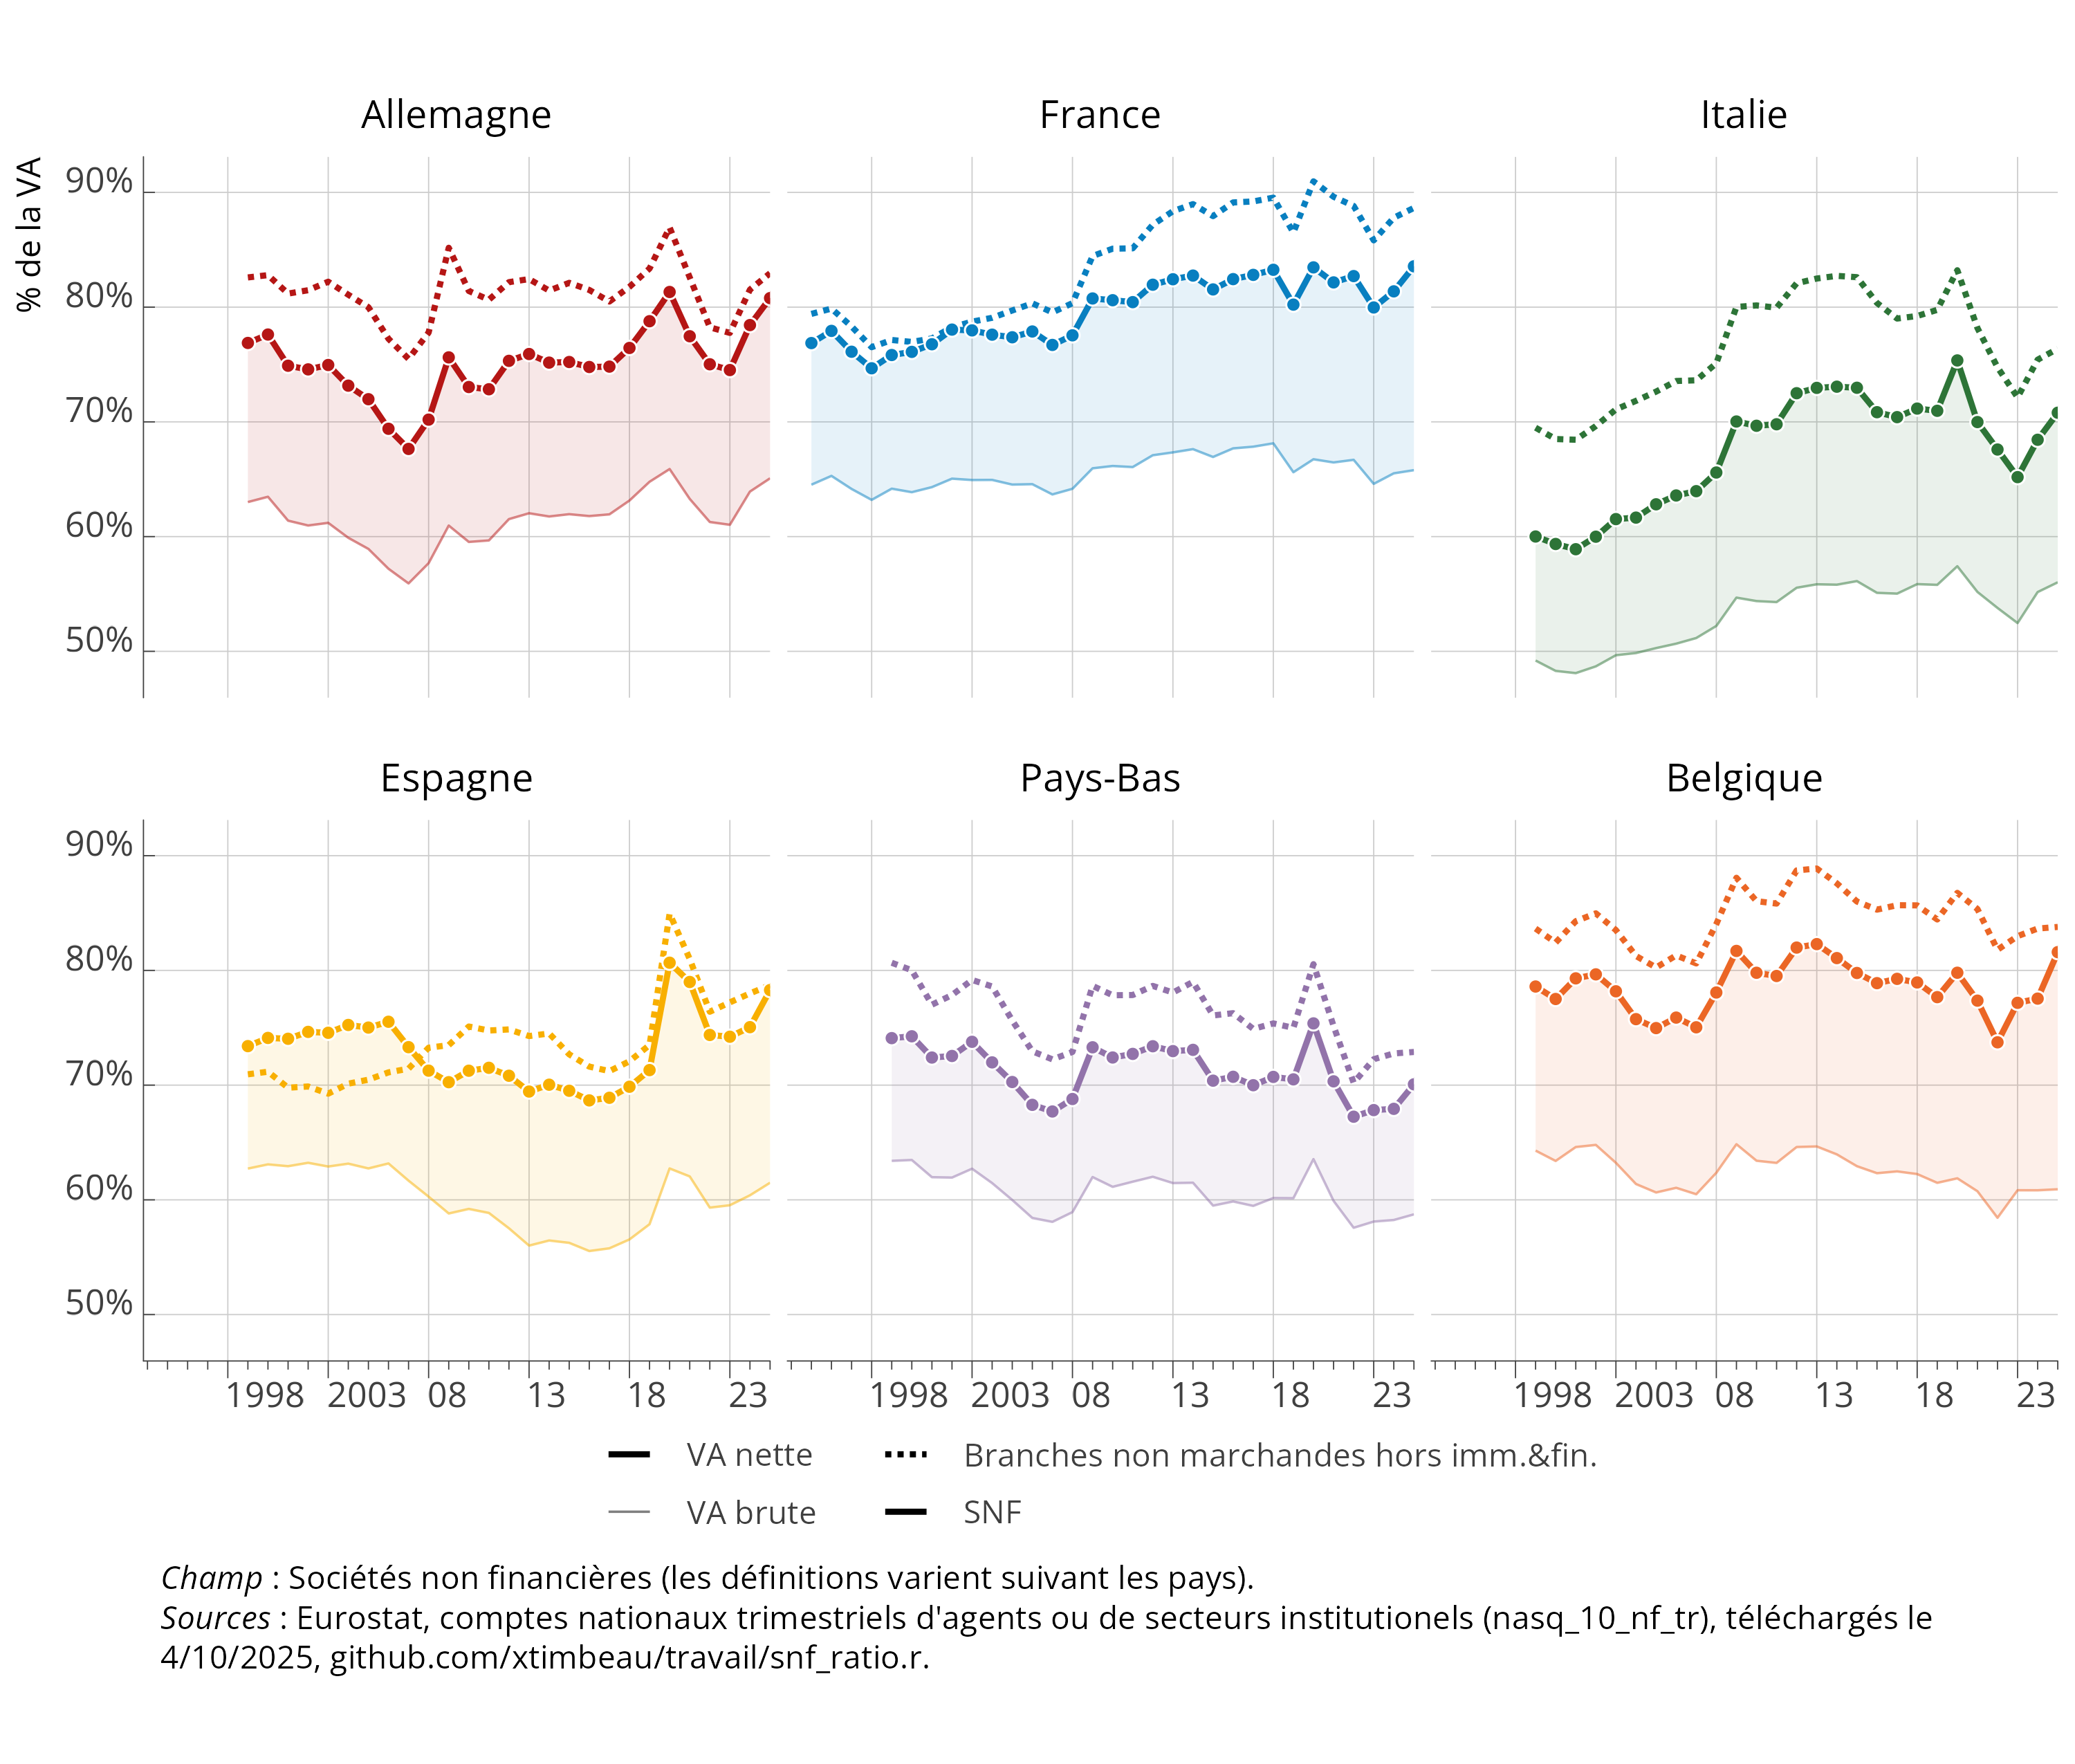 Allemagne
France
Italie
% de la VA
90%
80%
70%
60%
50%
Espagne
Pays-Bas
Belgique
90%
80%
70%
60%
50%
1998 2003 08 13 18 23
1998 2003 08 13 18 23
1998 2003 08 13 18 23
VA nette
Branches non marchandes hors imm.&fin.
VA brute
SNF
Champ : Sociétés non financières (les définitions varient suivant les pays).
Sources : Eurostat, comptes nationaux trimestriels d'agents ou de secteurs institutionels (nasq_10_nf_tr), téléchargés le
4/10/2025, github.com/xtimbeau/travail/snf_ratio.r.